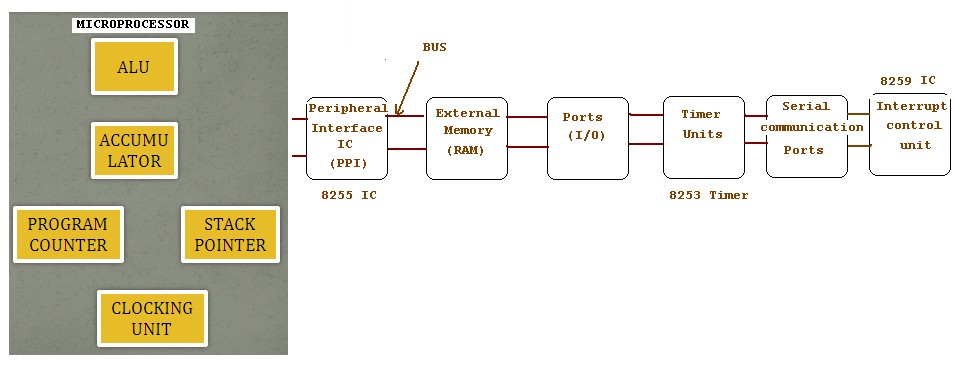 MICROPROCESSOR
ALU
ACCUMU
LATOR
PROGRAM
COUNTER
STACK
POINTER
CLOCKING
UNIT
BUS
Peripheral
Interface
IC
(PPI)
8255 IC
External
Memory
(RAM)
Ports
(I/O)
Timer
Units
8253 Timer
Serial
communication
Ports
8259 IC
Interrupt
control
unit